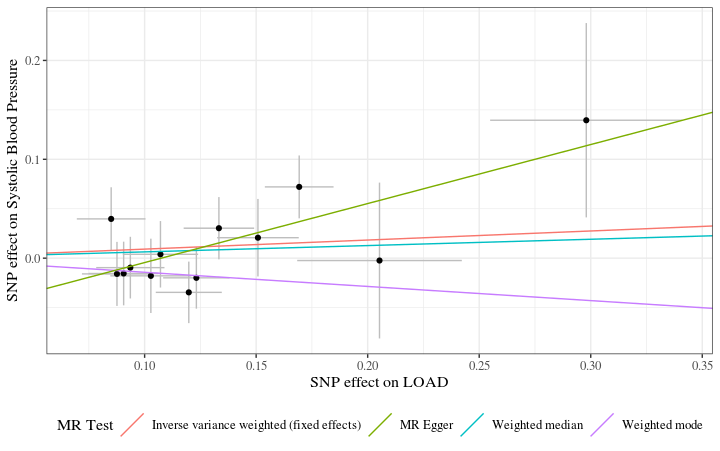 SNP effect on Systolic Blood Pressure
0.2
0.1
0.0
0.10 0.15 0.20 0.25 0.30 0.35
SNP effect on LOAD
MR Test Inverse variance weighted (fixed effects) MR Egger Weighted median Weighted mode